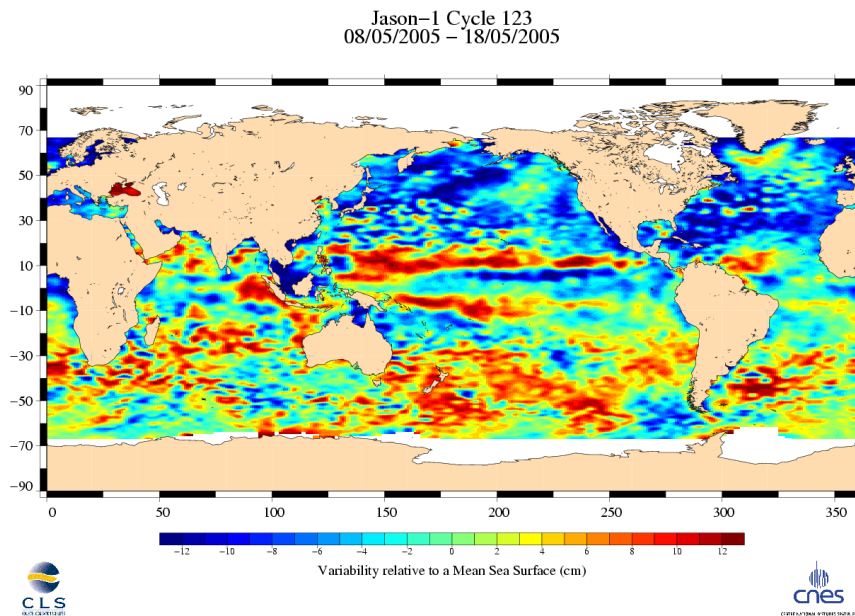 Jason−1 Cycle 123
08/05/2005 − 18/05/2005
90
70
50
30
10
−10
−30
−50
−70
−90
0 50 100 150 200 250 300 350
−12 −10 −8 −6 −4 −2 0 2 4 6 8 10 12
Variability relative to a Mean Sea Surface (cm)
CLS
cnes